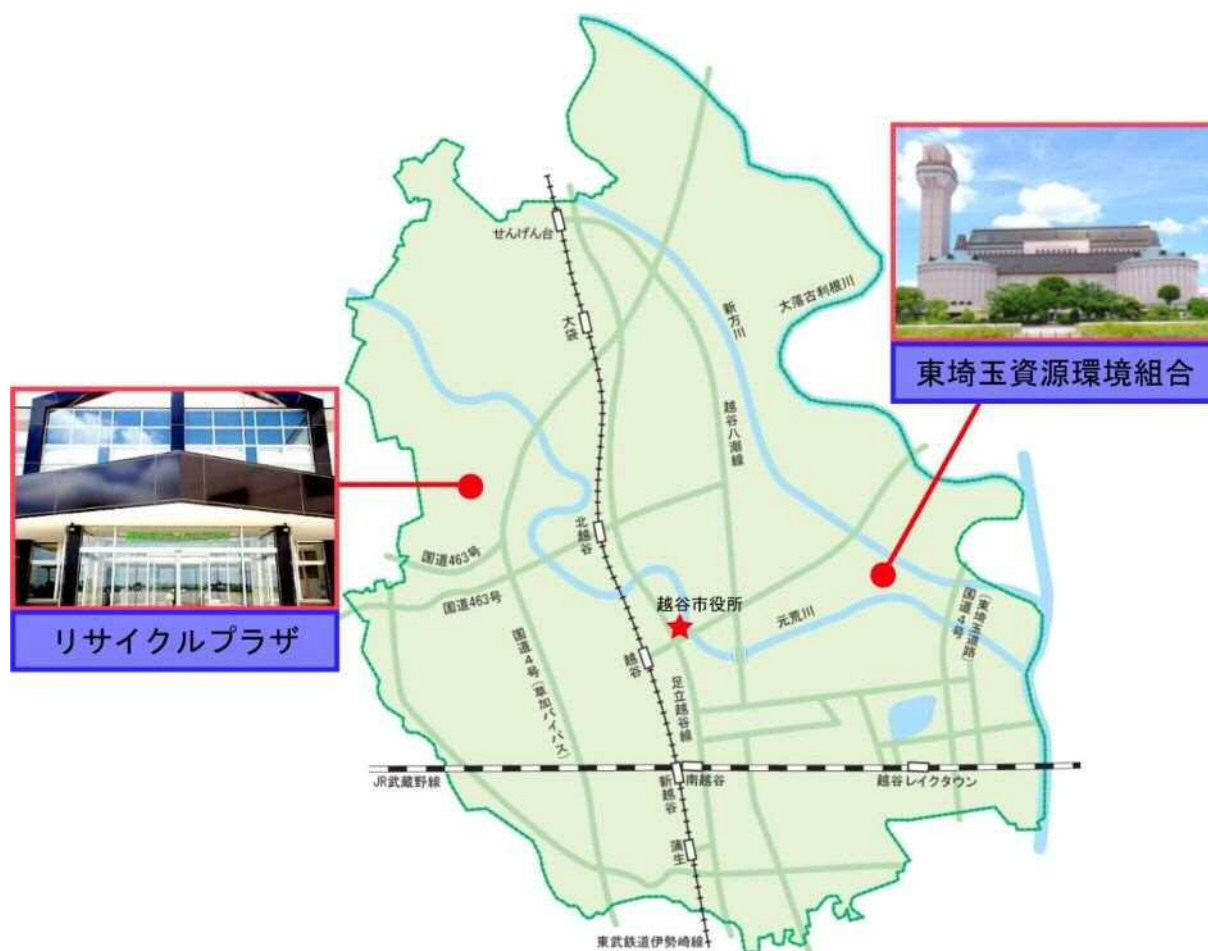 せんげん台
大袋
新方川
大落古利根川
東埼玉資源環境組合
越谷八潮線
北越谷
国道463号
国道463号
リサイクルプラザ
越谷市役所
元荒川
国道4号
(東埼玉道路)
国道4号(草加バイパス)
越谷
足立越谷線
JR武蔵野線
新越谷
南越谷
越谷レイクタウン
蒲生
東武鉄道伊勢崎線